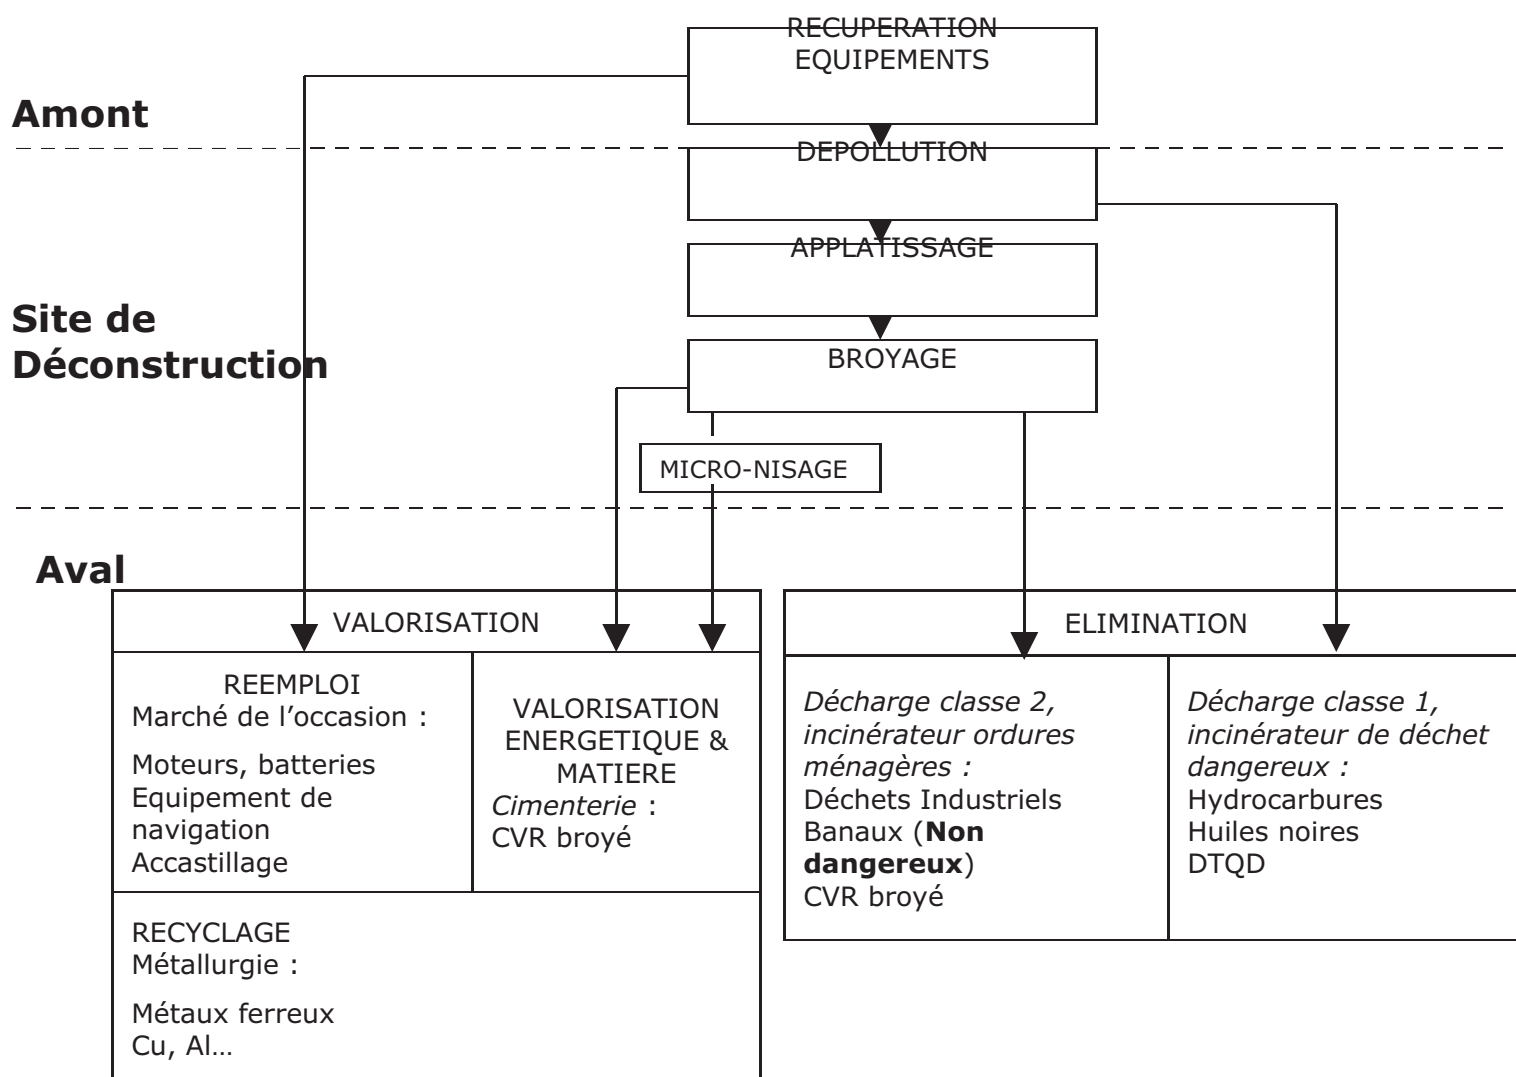 RECUPERATION
EQUIPEMENTS
Amont
DEPOLLUTION
APPLATISSAGE
Site de
Déconstruction
BROYAGE
MICRO-NISAGE
Aval
VALORISATION
REEMPLOI
Marché de l’occasion :
Moteurs, batteries
Equipement de
navigation
Accastillage
VALORISATION
ENERGETIQUE &
MATIERE
Cimenterie :
CVR broyé
RECYCLAGE
Métallurgie :
Métaux ferreux
Cu, Al…
ELIMINATION
Décharge classe 2,
incinérateur ordures
ménagères :
Déchets Industriels
Banaux (Non
dangereux)
CVR broyé
Décharge classe 1,
incinérateur de déchet
dangereux :
Hydrocarbures
Huiles noires
DTQD